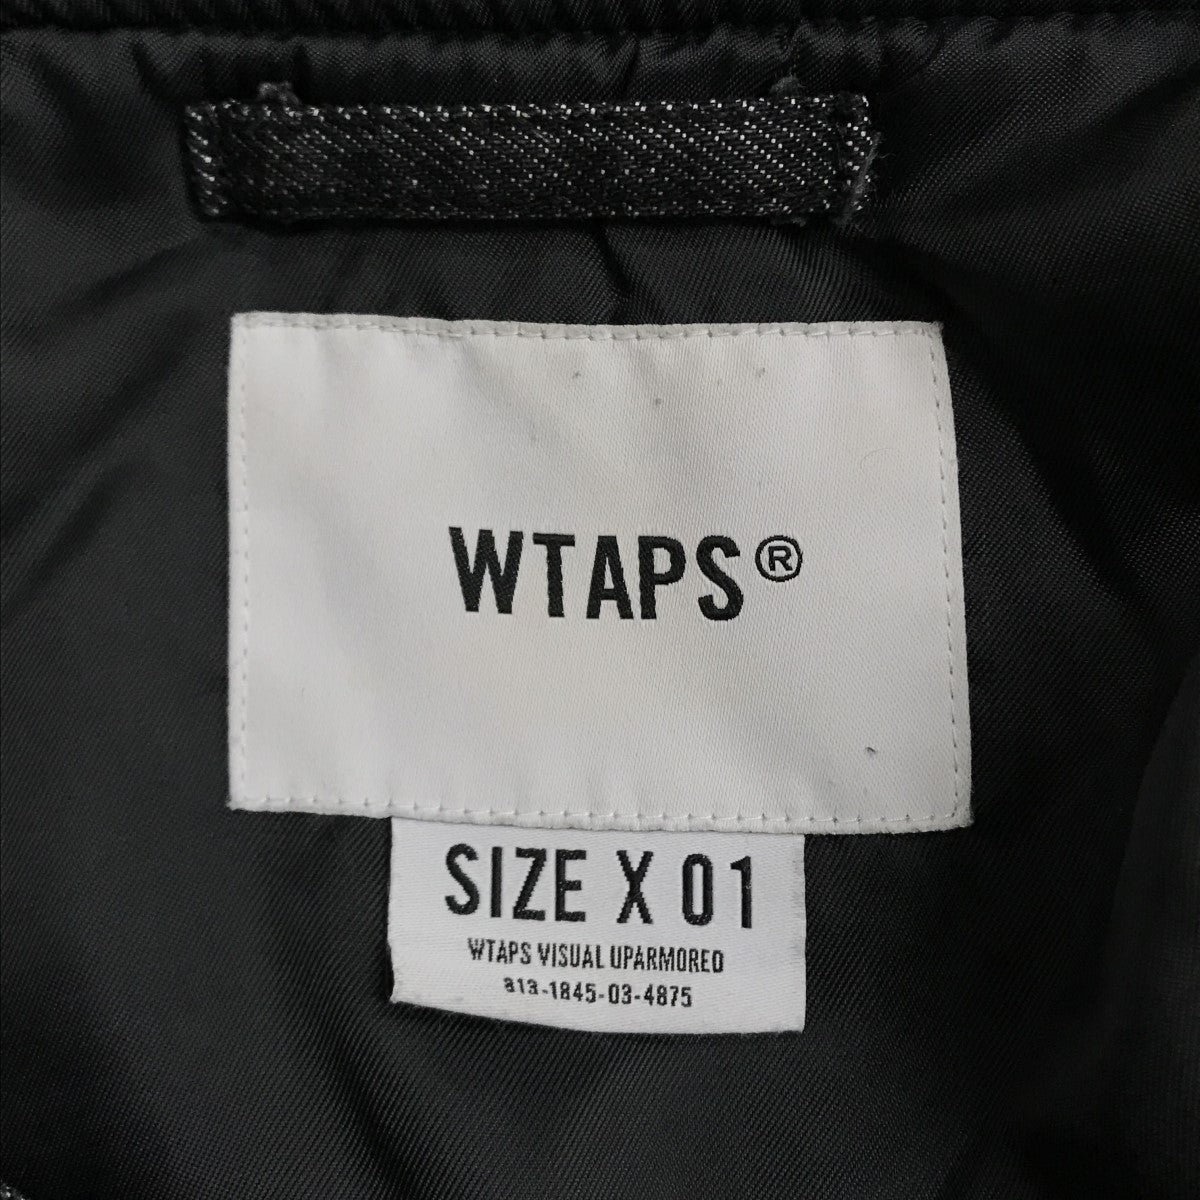 WTAPS®
SIZE X 01
WTAPS VISUAL UPARMORED
813-1845-03-4875